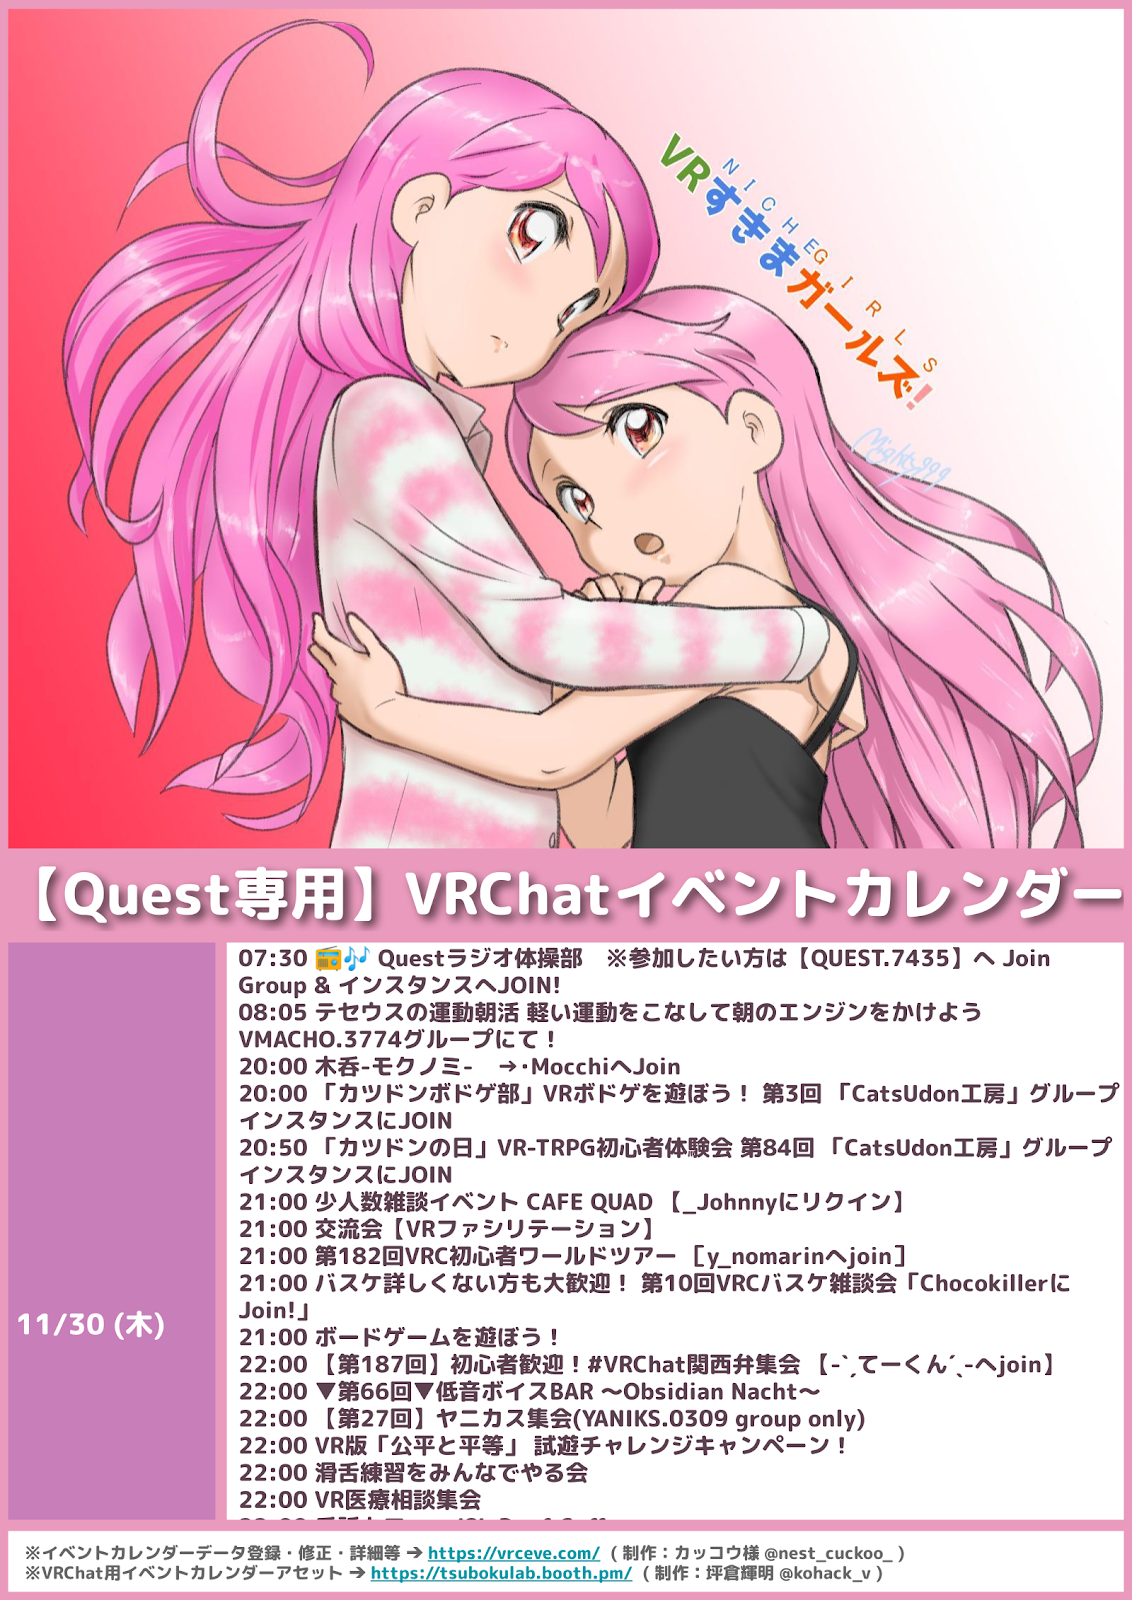 NICHE GIRLS
VRすきまガールズ!
Mighty999
【Quest専用】VRChatイベントカレンダー
11/30 (木)
07:30 📻🎶 Questラジオ体操部　※参加したい方は【QUEST.7435】へ Join
Group & インスタンスへJOIN!
08:05 テセウスの運動朝活 軽い運動をこなして朝のエンジンをかけよう
VMACHO.3774グループにて！
20:00 木呑-モクノミ-　→･MocchiへJoin
20:00 「カツドンボドゲ部」VRボドゲを遊ぼう！ 第3回 「CatsUdon工房」グループ
インスタンスにJOIN
20:50 「カツドンの日」VR-TRPG初心者体験会 第84回 「CatsUdon工房」グループ
インスタンスにJOIN
21:00 少人数雑談イベント CAFE QUAD 【_Johnnyにリクイン】
21:00 交流会【VRファシリテーション】
21:00 第182回VRC初心者ワールドツアー ［y_nomarinへjoin］
21:00 バスケ詳しくない方も大歓迎！ 第10回VRCバスケ雑談会「Chocokillerに
Join!」
21:00 ボードゲームを遊ぼう！
22:00 【第187回】初心者歓迎！#VRChat関西弁集会 【-ˋˏてーくんˊˎ-へjoin】
22:00 ▼第66回▼低音ボイスBAR ～Obsidian Nacht～
22:00 【第27回】ヤニカス集会(YANIKS.0309 group only)
22:00 VR版「公平と平等」 試遊チャレンジキャンペーン！
22:00 滑舌練習をみんなでやる会
22:00 VR医療相談集会
※イベントカレンダーデータ登録・修正・詳細等 ➔ https://vrceve.com/ （制作：カッコウ様 @nest_cuckoo_ ）
※VRChat用イベントカレンダーアセット ➔ https://tsubokulab.booth.pm/ （制作：坪倉輝明 @kohack_v ）